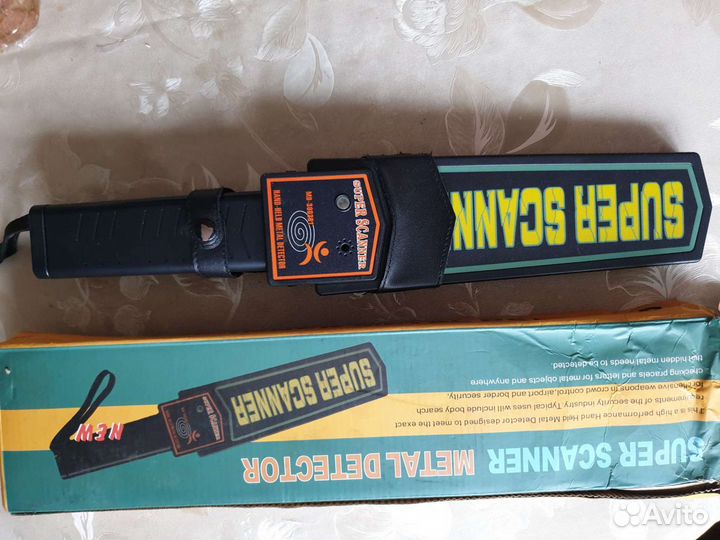 SUPER SCANN
SUPER SCANNER
MD-3003B1
HAND-HELD METAL DETECTOR
SUPER SCANNER METAL DETECTOR
This is a high performance Hand Held Metal Detector designed to meet the exact
requirements of the security industry. Typical uses will include body search
for offensive weapons in crowd control, airport and border security,
checking pracels and letters for metal objects and anywhere
that hidden metal needs to be detected.
SUPER SCANNER
SUPER SCANNER
NEW
Avito